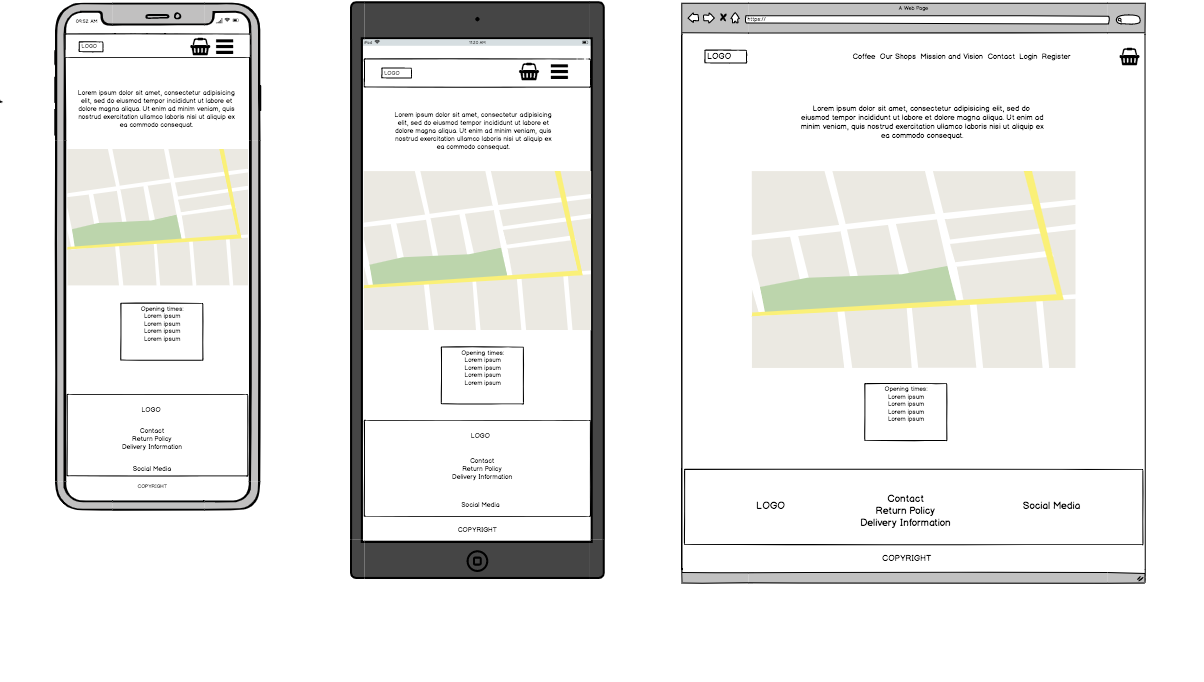 09:52 AM
LOGO
Lorem ipsum dolor sit amet, consectetur adipisicing
elit, sed do eiusmod tempor incididunt ut labore et
dolore magna aliqua. Ut enim ad minim veniam, quis
nostrud exercitation ullamco laboris nisi ut aliquip ex
ea commodo consequat.
Opening times:
Lorem ipsum
Lorem ipsum
Lorem ipsum
Lorem ipsum
LOGO
Contact
Return Policy
Delivery Information
Social Media
COPYRIGHT
iPad
11:20 AM
LOGO
Lorem ipsum dolor sit amet, consectetur adipisicing
elit, sed do eiusmod tempor incididunt ut labore et
dolore magna aliqua. Ut enim ad minim veniam, quis
nostrud exercitation ullamco laboris nisi ut aliquip ex
ea commodo consequat.
Opening times:
Lorem ipsum
Lorem ipsum
Lorem ipsum
Lorem ipsum
LOGO
Contact
Return Policy
Delivery Information
Social Media
COPYRIGHT
A Web Page
https://
LOGO
Coffee Our Shops Mission and Vision Contact Login Register
Lorem ipsum dolor sit amet, consectetur adipisicing elit, sed do
eiusmod tempor incididunt ut labore et dolore magna aliqua. Ut enim ad
minim veniam, quis nostrud exercitation ullamco laboris nisi ut aliquip ex
ea commodo consequat.
Opening times:
Lorem ipsum
Lorem ipsum
Lorem ipsum
Lorem ipsum
LOGO
Contact
Return Policy
Delivery Information
Social Media
COPYRIGHT